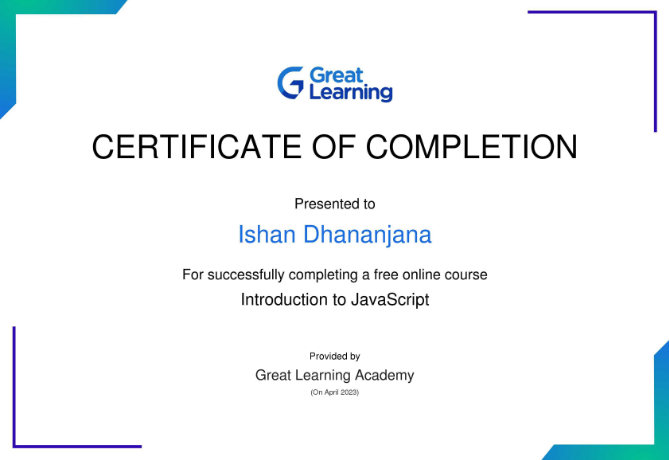 Great
Learning
CERTIFICATE OF COMPLETION
Presented to
Ishan Dhananjana
For successfully completing a free online course
Introduction to JavaScript
Provided by
Great Learning Academy
(On April 2023)